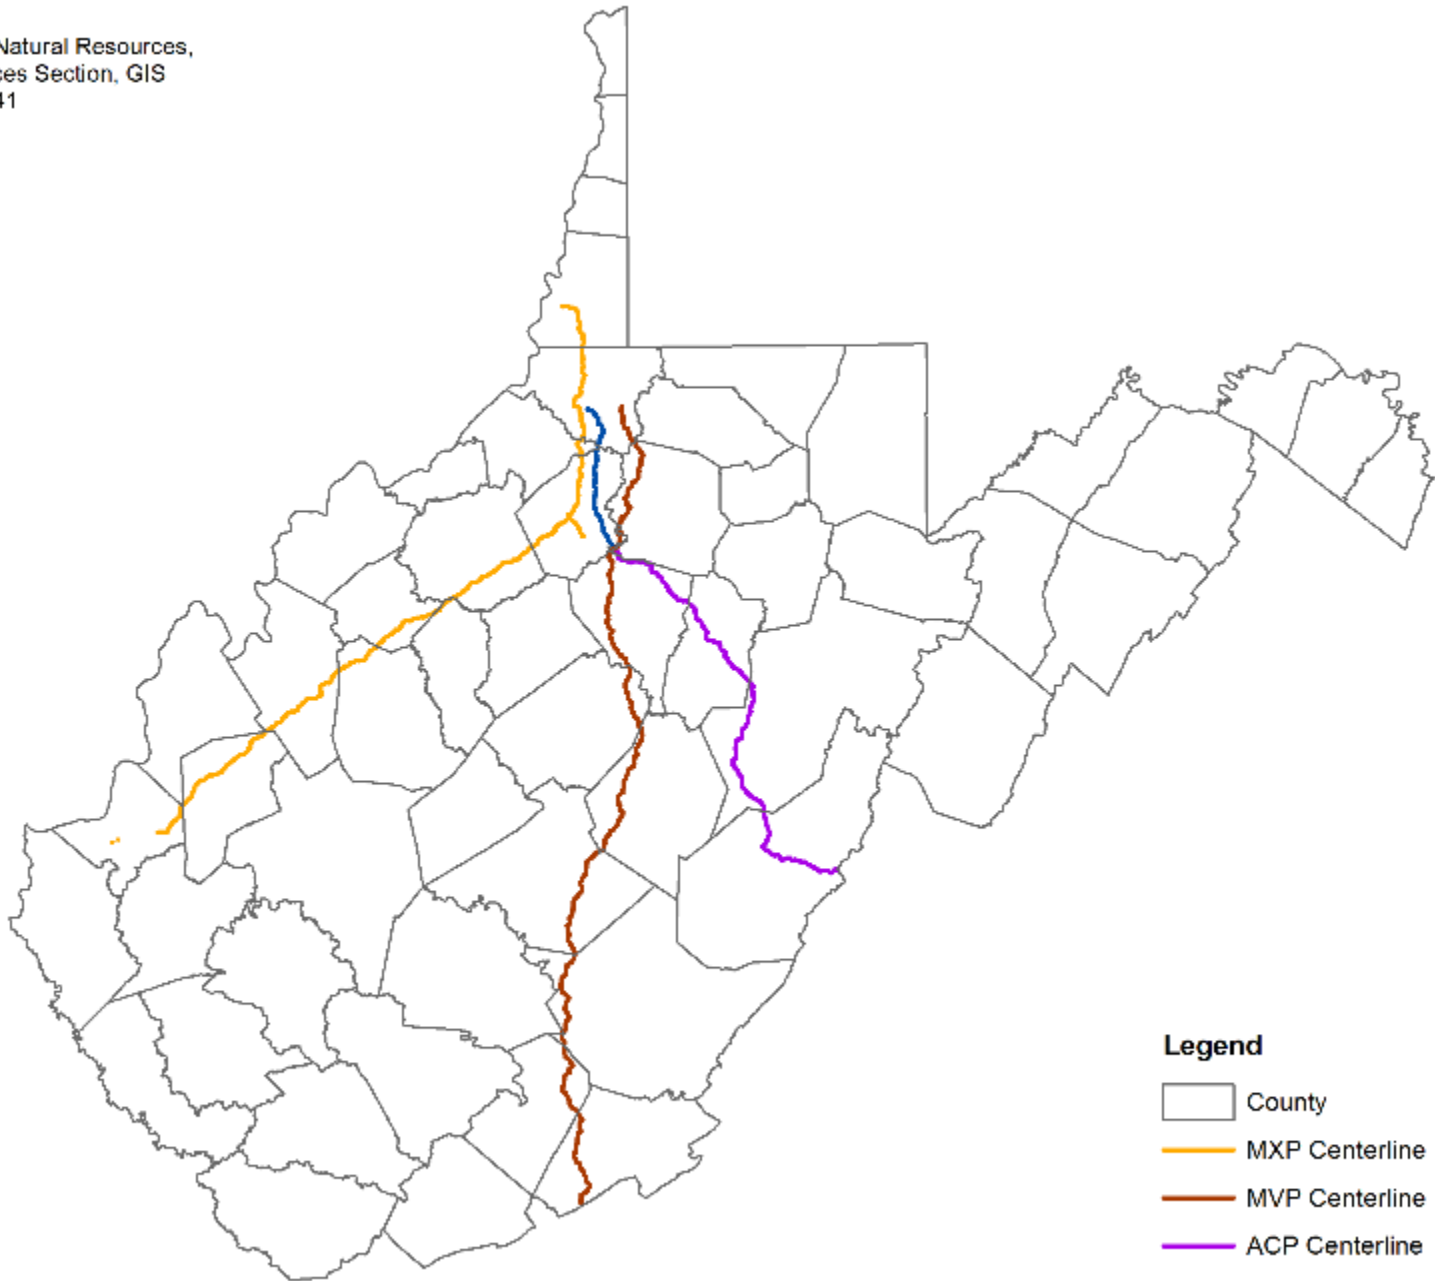 Natural Resources,
ces Section, GIS
41
Legend
County
MXP Centerline
MVP Centerline
ACP Centerline